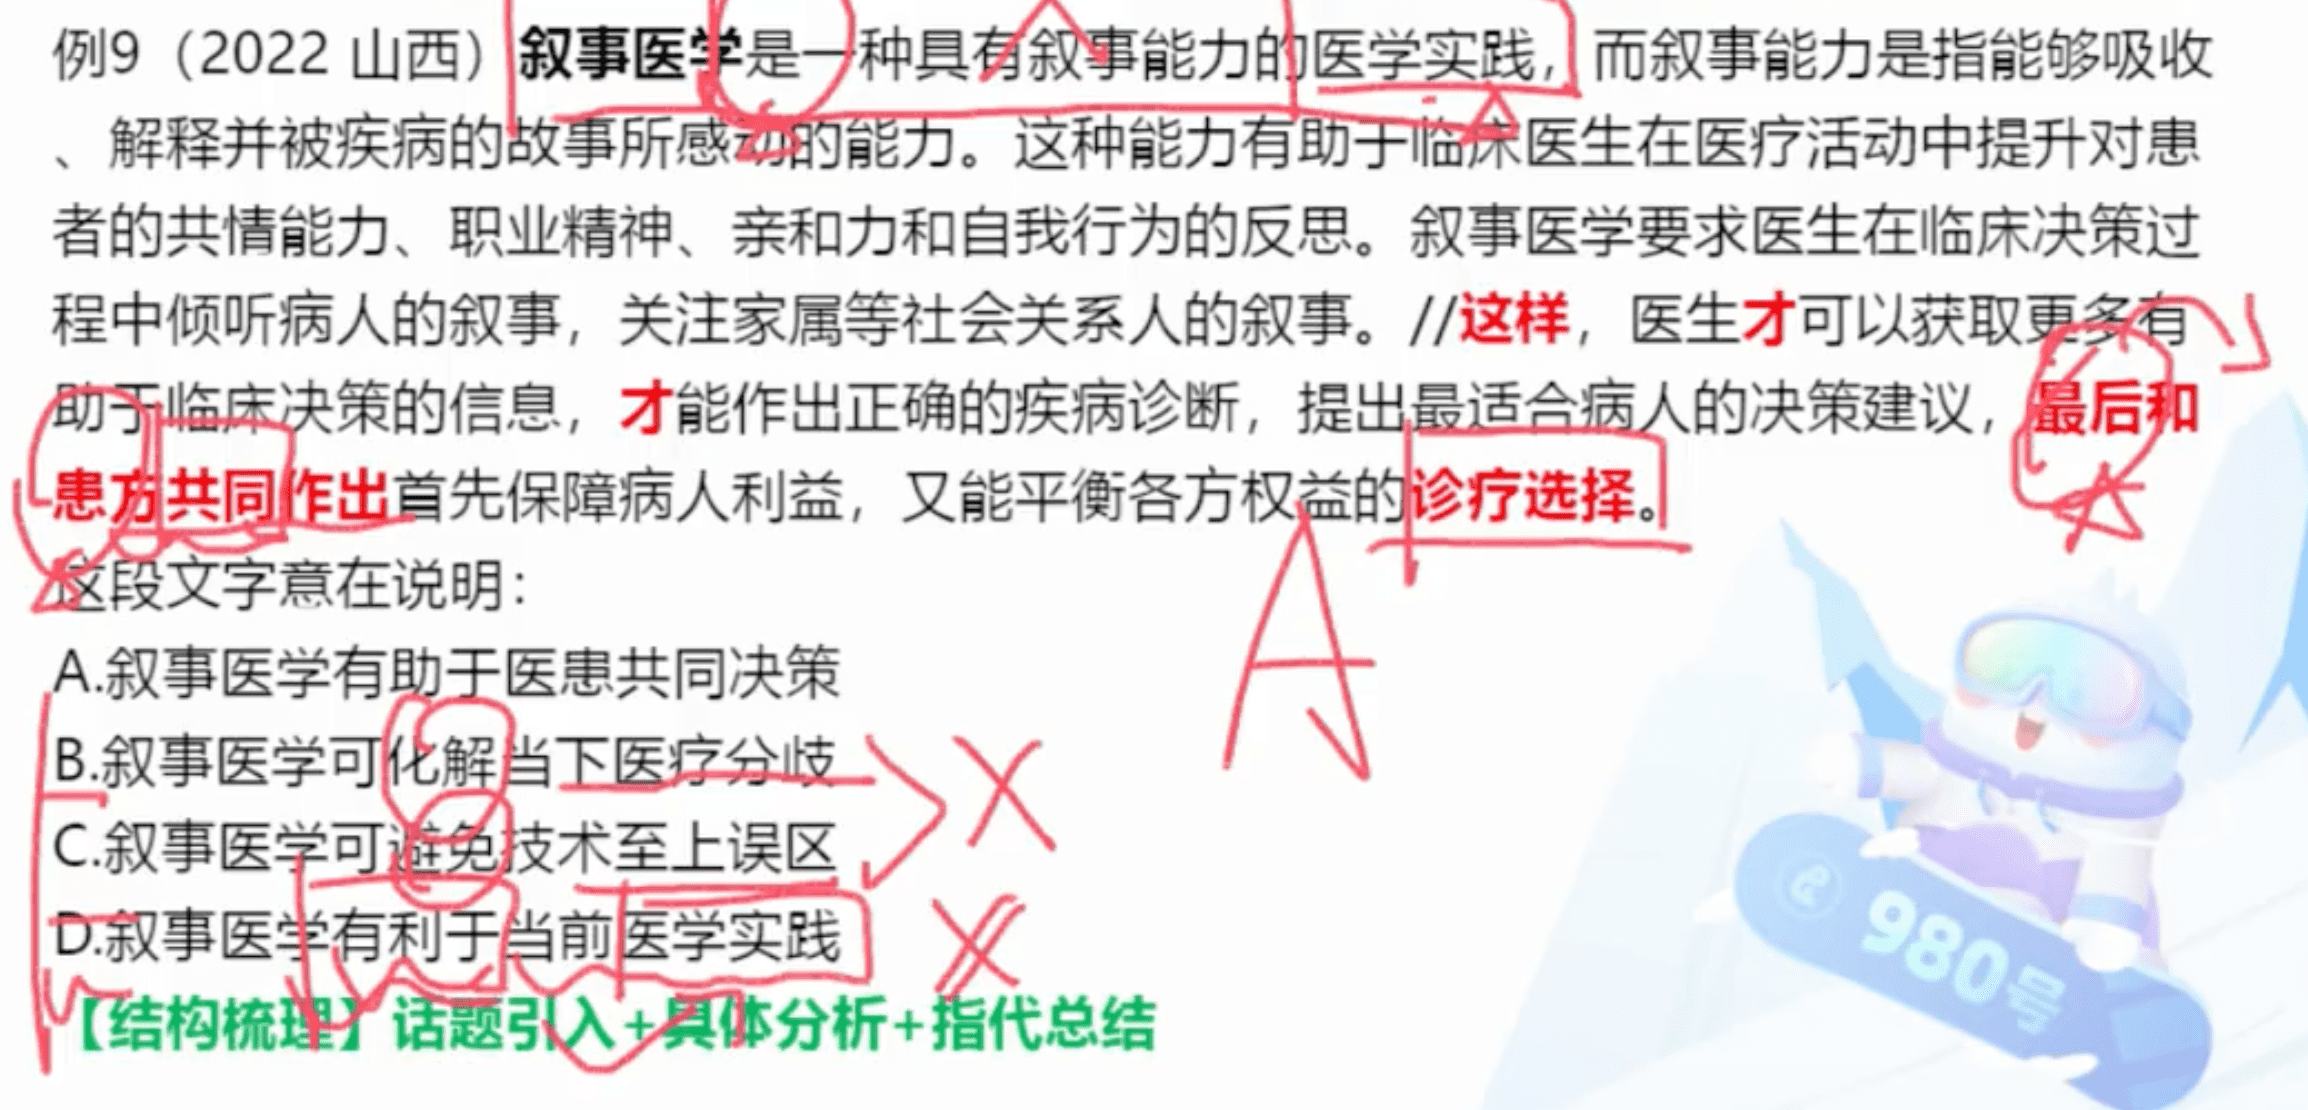 例9（2022 山西）叙事医学是一种具有叙事能力的医学实践，而叙事能力是指能够吸收
、解释并被疾病的故事所感动的能力。这种能力有助于临床医生在医疗活动中提升对患
者的共情能力、职业精神、亲和力和自我行为的反思。叙事医学要求医生在临床决策过
程中倾听病人的叙事，关注家属等社会关系人的叙事。//这样，医生才可以获取更多有
助于临床决策的信息，才能作出正确的疾病诊断，提出最适合病人的决策建议，最后和
患方共同作出首先保障病人利益，又能平衡各方权益的诊疗选择。
这段文字意在说明：
A
A.叙事医学有助于医患共同决策
B.叙事医学可化解当下医疗分歧
C.叙事医学可避免技术至上误区
D.叙事医学有利于当前医学实践
【结构梳理】话题引入+具体分析+指代总结
980号